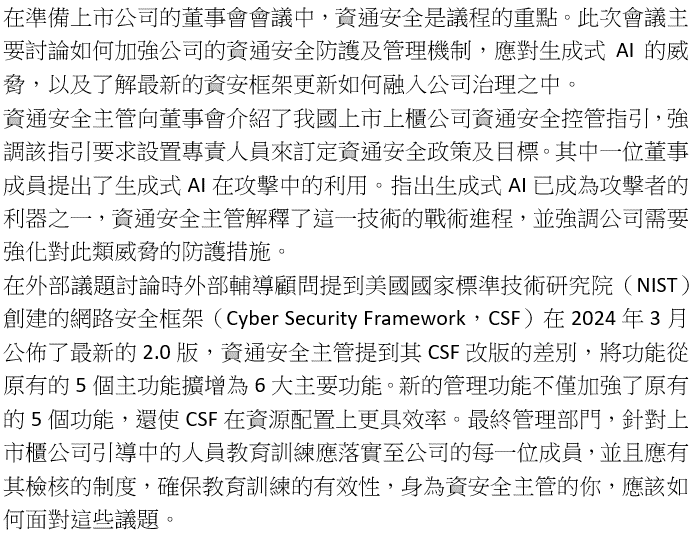 在準備上市公司的董事會會議中，資通安全是議程的重點。此次會議主
要討論如何加強公司的資通安全防護及管理機制，應對生成式 AI 的威
脅，以及了解最新的資安框架更新如何融入公司治理之中。
資通安全主管向董事會介紹了我國上市上櫃公司資通安全控管指引，強
調該指引要求設置專責人員來訂定資通安全政策及目標。其中一位董事
成員提出了生成式 AI 在攻擊中的利用。指出生成式 AI 已成為攻擊者的
利器之一，資通安全主管解釋了這一技術的戰術進程，並強調公司需要
強化對此類威脅的防護措施。
在外部議題討論時外部輔導顧問提到美國國家標準技術研究院（NIST）
創建的網路安全框架（Cyber Security Framework，CSF）在 2024 年 3 月
公佈了最新的 2.0 版，資通安全主管提到其 CSF 改版的差別，將功能從
原有的 5 個主功能擴增為 6 大主要功能。新的管理功能不僅加強了原有
的 5 個功能，還使 CSF 在資源配置上更具效率。最終管理部門，針對上
市櫃公司引導中的人員教育訓練應落實至公司的每一位成員，並且應有
其檢核的制度，確保教育訓練的有效性，身為資安全主管的你，應該如
何面對這些議題。